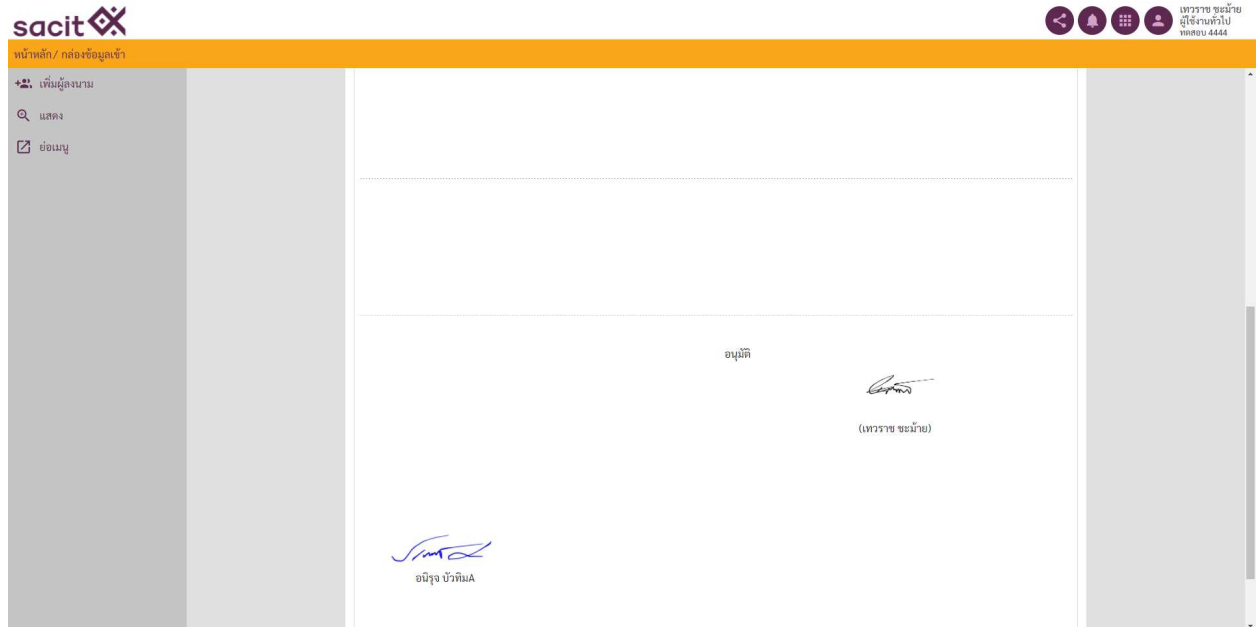 sacit
เทวราช ชะม้าย
ผู้ใช้งานทั่วไป
ทดสอบ 4444
หน้าหลัก/ กล่องข้อมูลเข้า
เพิ่มผู้ลงนาม
แสดง
ย่อเมนู
อนุมัติ
(เทวราช ชะม้าย)
อนิรุจ บัวทิมA